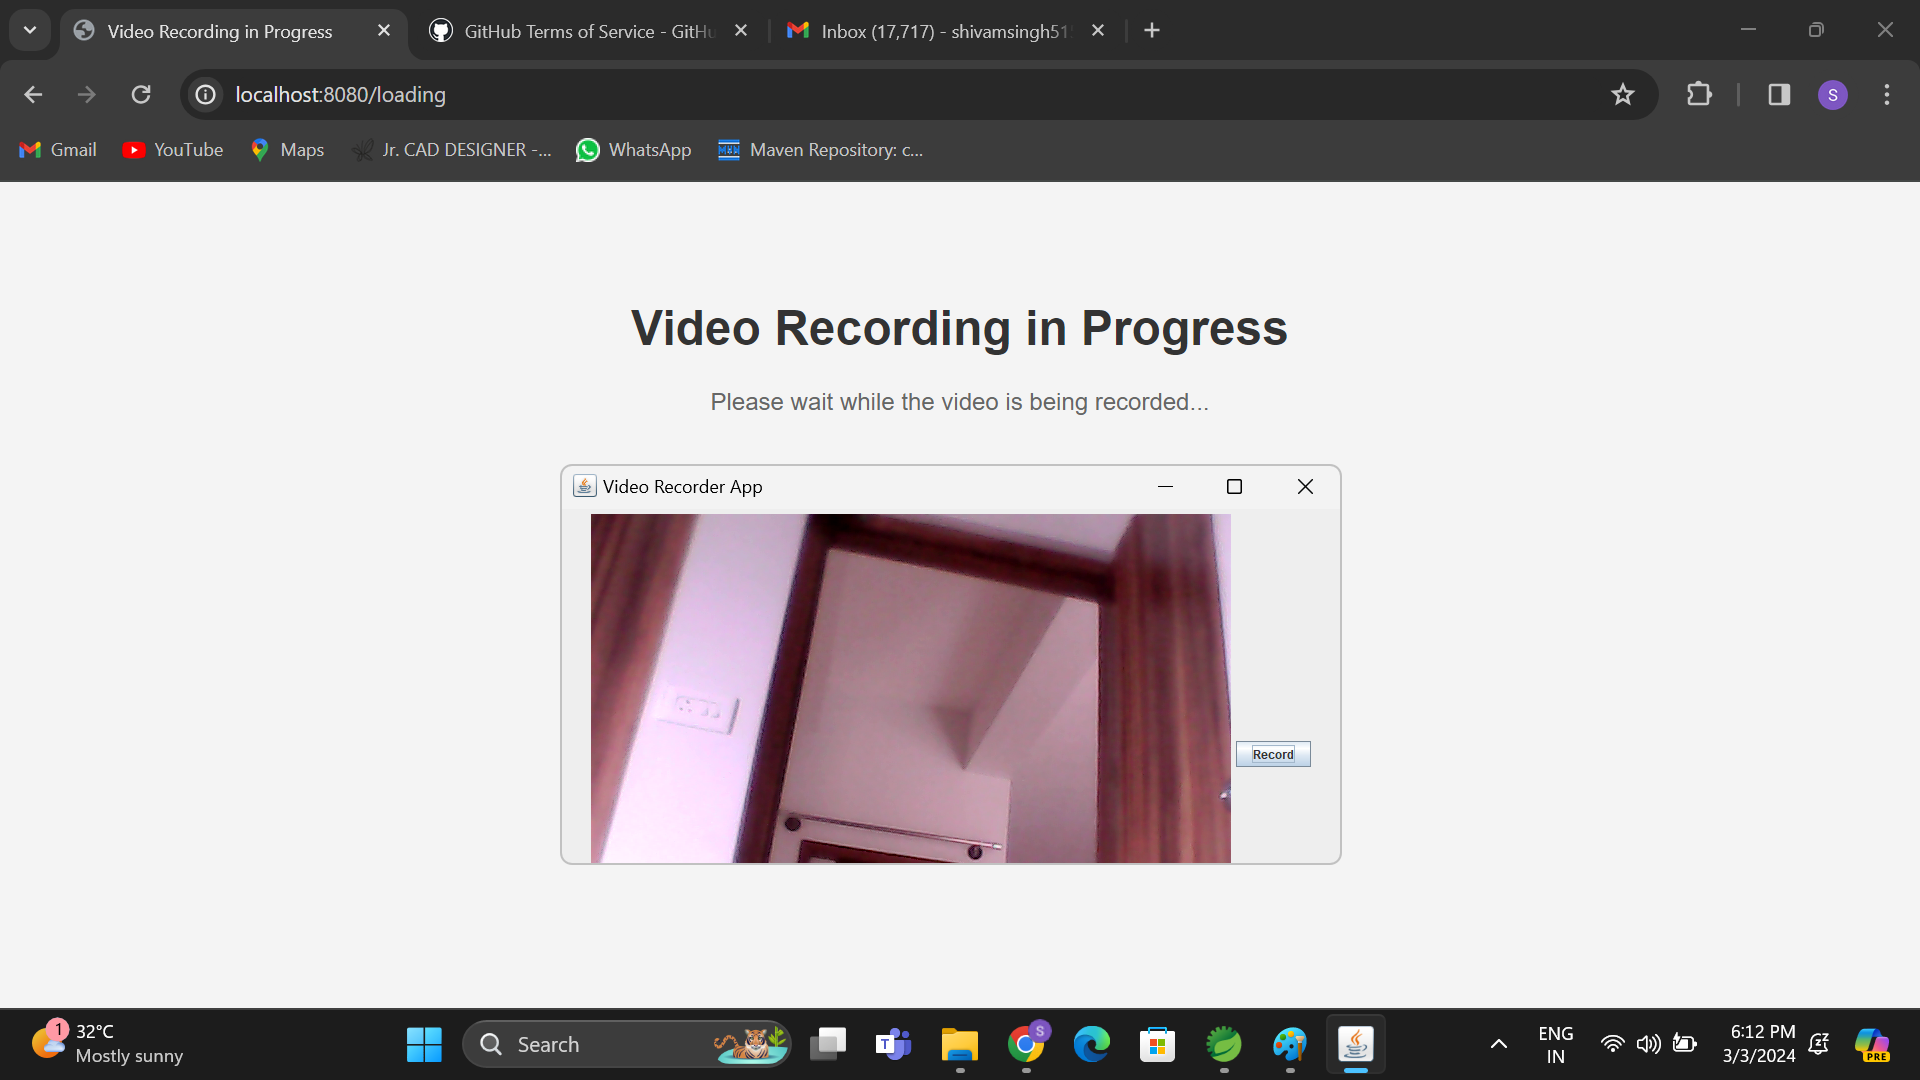 Video Recording in Progress
GitHub Terms of Service - GitHu
Inbox (17,717) - shivamsingh51
localhost:8080/loading
S
Gmail
YouTube
Maps
Jr. CAD DESIGNER -...
WhatsApp
Maven Repository: c...
Video Recording in Progress
Please wait while the video is being recorded...
Video Recorder App
Record
1
32°C
Mostly sunny
Search
T
S
ENG
IN
6:12 PM
3/3/2024
PRE